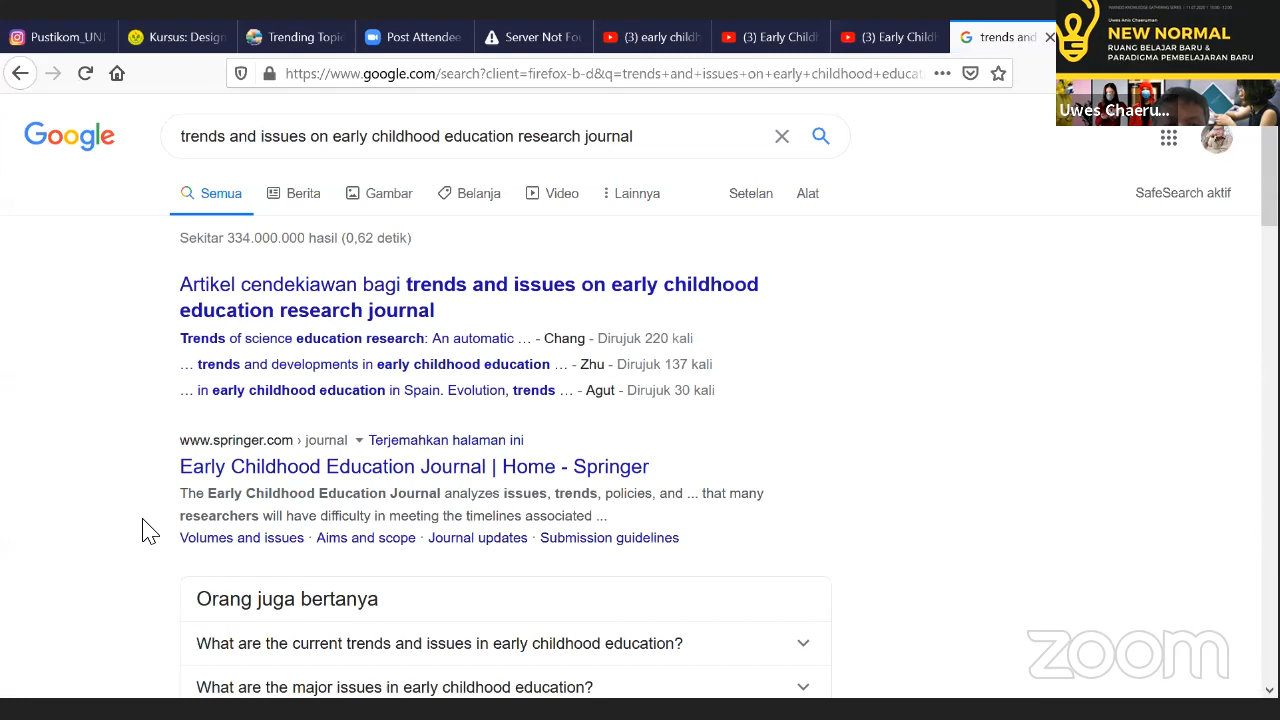 Pustikom_UNJ
Kursus: Design
Trending Topic
Post Attende
Server Not Fou
(3) early childh
(3) Early Childh
(3) Early Childh
trends and
Uwes Anis Chaeruman
NEW NORMAL
RUANG BELAJAR BARU &
PARADIGMA PEMBELAJARAN BARU
Uwes Chaeru...
https://www.google.com/search?client=firefox-b-d&q=trends+and+issues+on+early+childhood+educat
Google
trends and issues on early childhood education research journal
Semua
Berita
Gambar
Belanja
Video
Lainnya
Setelan
Alat
SafeSearch aktif
Sekitar 334.000.000 hasil (0,62 detik)
Artikel cendekiawan bagi trends and issues on early childhood
education research journal
Trends of science education research: An automatic ... - Chang - Dirujuk 220 kali
... trends and developments in early childhood education ... - Zhu - Dirujuk 137 kali
... in early childhood education in Spain. Evolution, trends ... - Agut - Dirujuk 30 kali
www.springer.com › journal ▾ Terjemahkan halaman ini
Early Childhood Education Journal | Home - Springer
The Early Childhood Education Journal analyzes issues, trends, policies, and ... that many
researchers will have difficulty in meeting the timelines associated ...
Volumes and issues · Aims and scope · Journal updates · Submission guidelines
Orang juga bertanya
What are the current trends and issues in early childhood education?
What are the major issues in early childhood education?
zoom